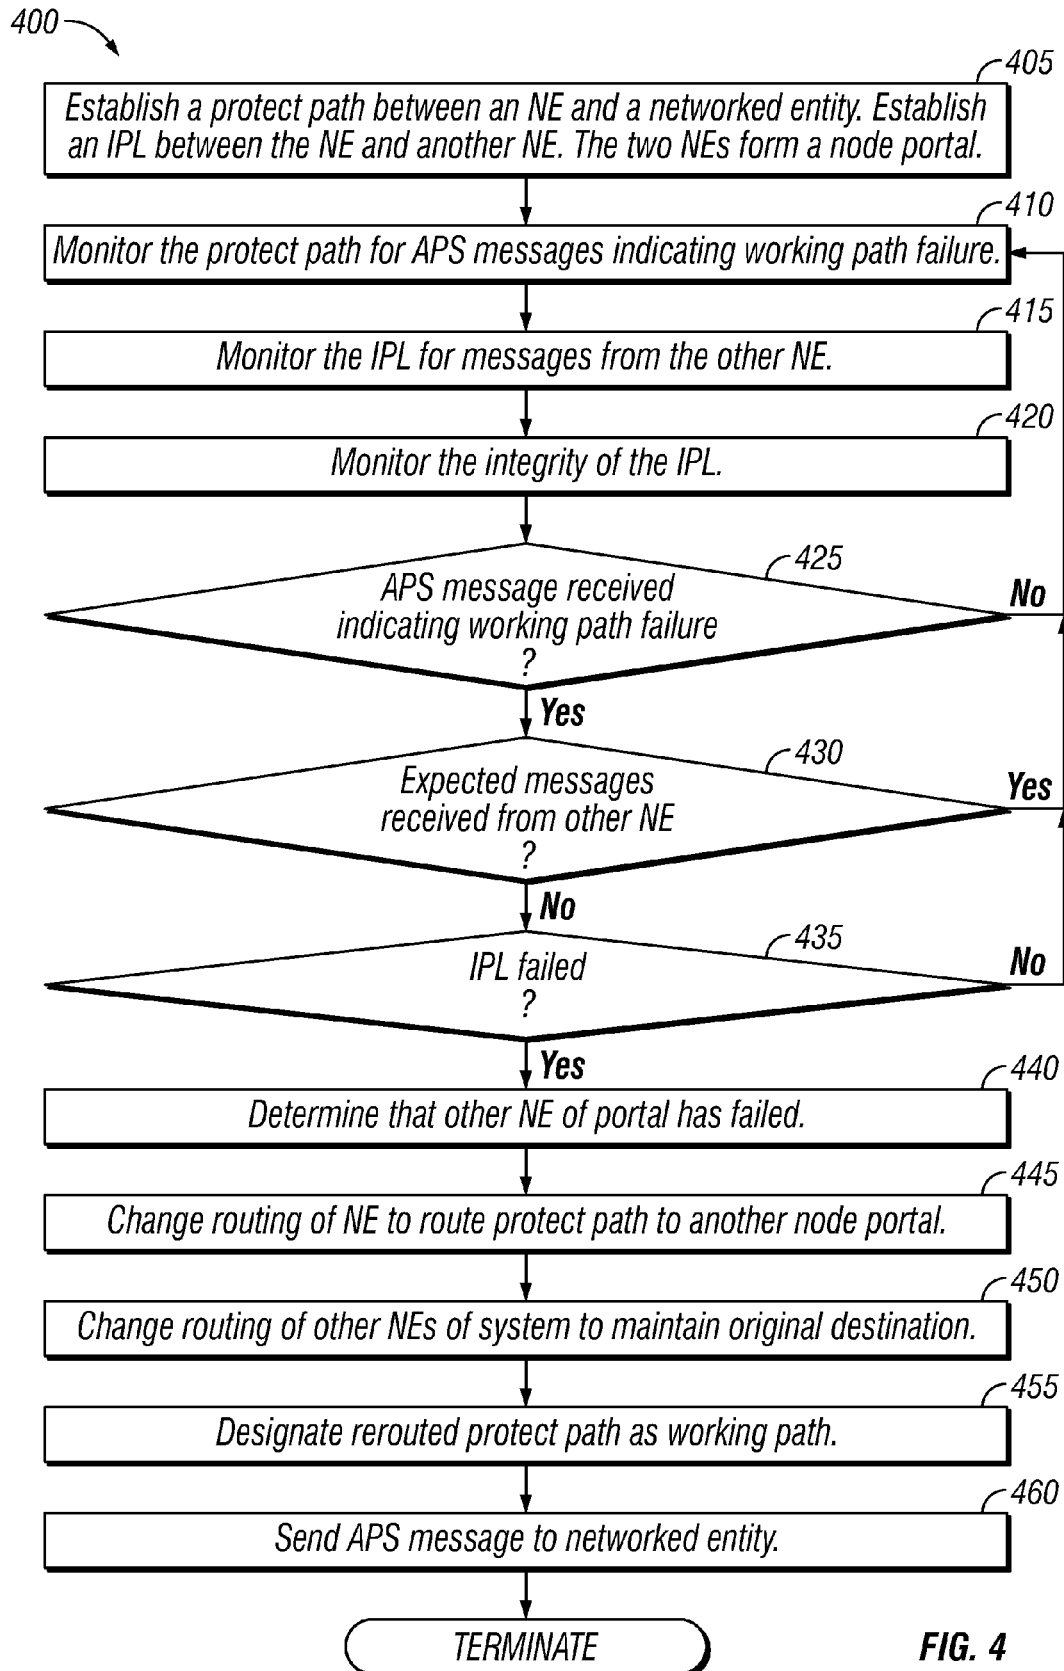 400
405
Establish a protect path between an NE and a networked entity. Establish
an IPL between the NE and another NE. The two NEs form a node portal.
410
Monitor the protect path for APS messages indicating working path failure.
415
Monitor the IPL for messages from the other NE.
420
Monitor the integrity of the IPL.
425
APS message received
indicating working path failure
?
No
Yes
430
Expected messages
received from other NE
?
Yes
No
435
IPL failed
?
No
Yes
440
Determine that other NE of portal has failed.
445
Change routing of NE to route protect path to another node portal.
450
Change routing of other NEs of system to maintain original destination.
455
Designate rerouted protect path as working path.
460
Send APS message to networked entity.
TERMINATE
FIG. 4